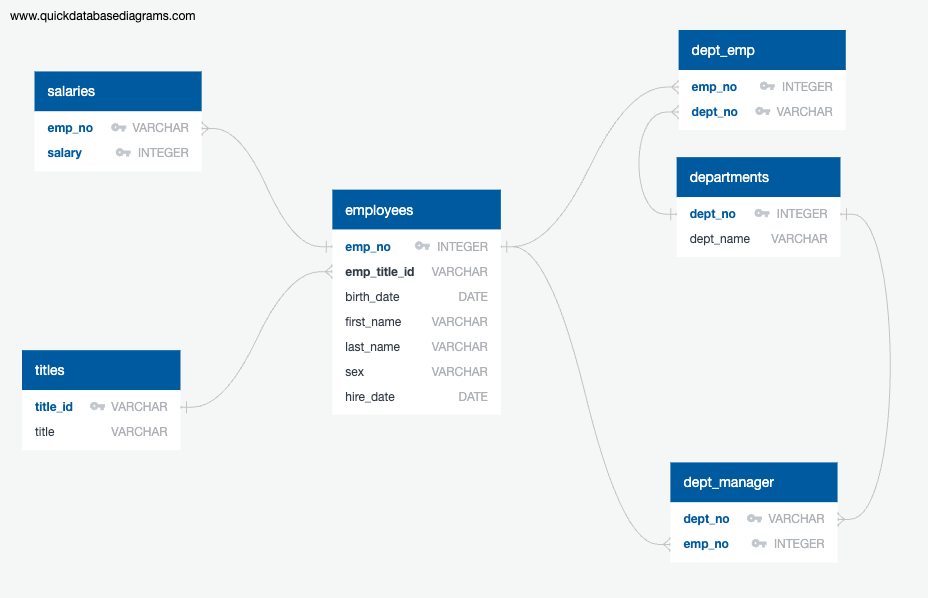 www.quickdatabasediagrams.com
salaries
emp_no VARCHAR
salary INTEGER
titles
title_id VARCHAR
title VARCHAR
employees
emp_no INTEGER
emp_title_id VARCHAR
birth_date DATE
first_name VARCHAR
last_name VARCHAR
sex VARCHAR
hire_date DATE
dept_emp
emp_no INTEGER
dept_no VARCHAR
departments
dept_no INTEGER
dept_name VARCHAR
dept_manager
dept_no VARCHAR
emp_no INTEGER